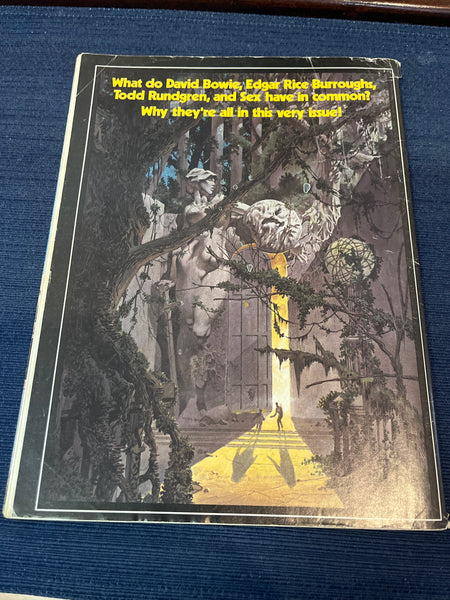 What do David Bowie, Edgar Rice Burroughs,
Todd Rundgren, and Sex have in common?
Why they're all in this very issue!